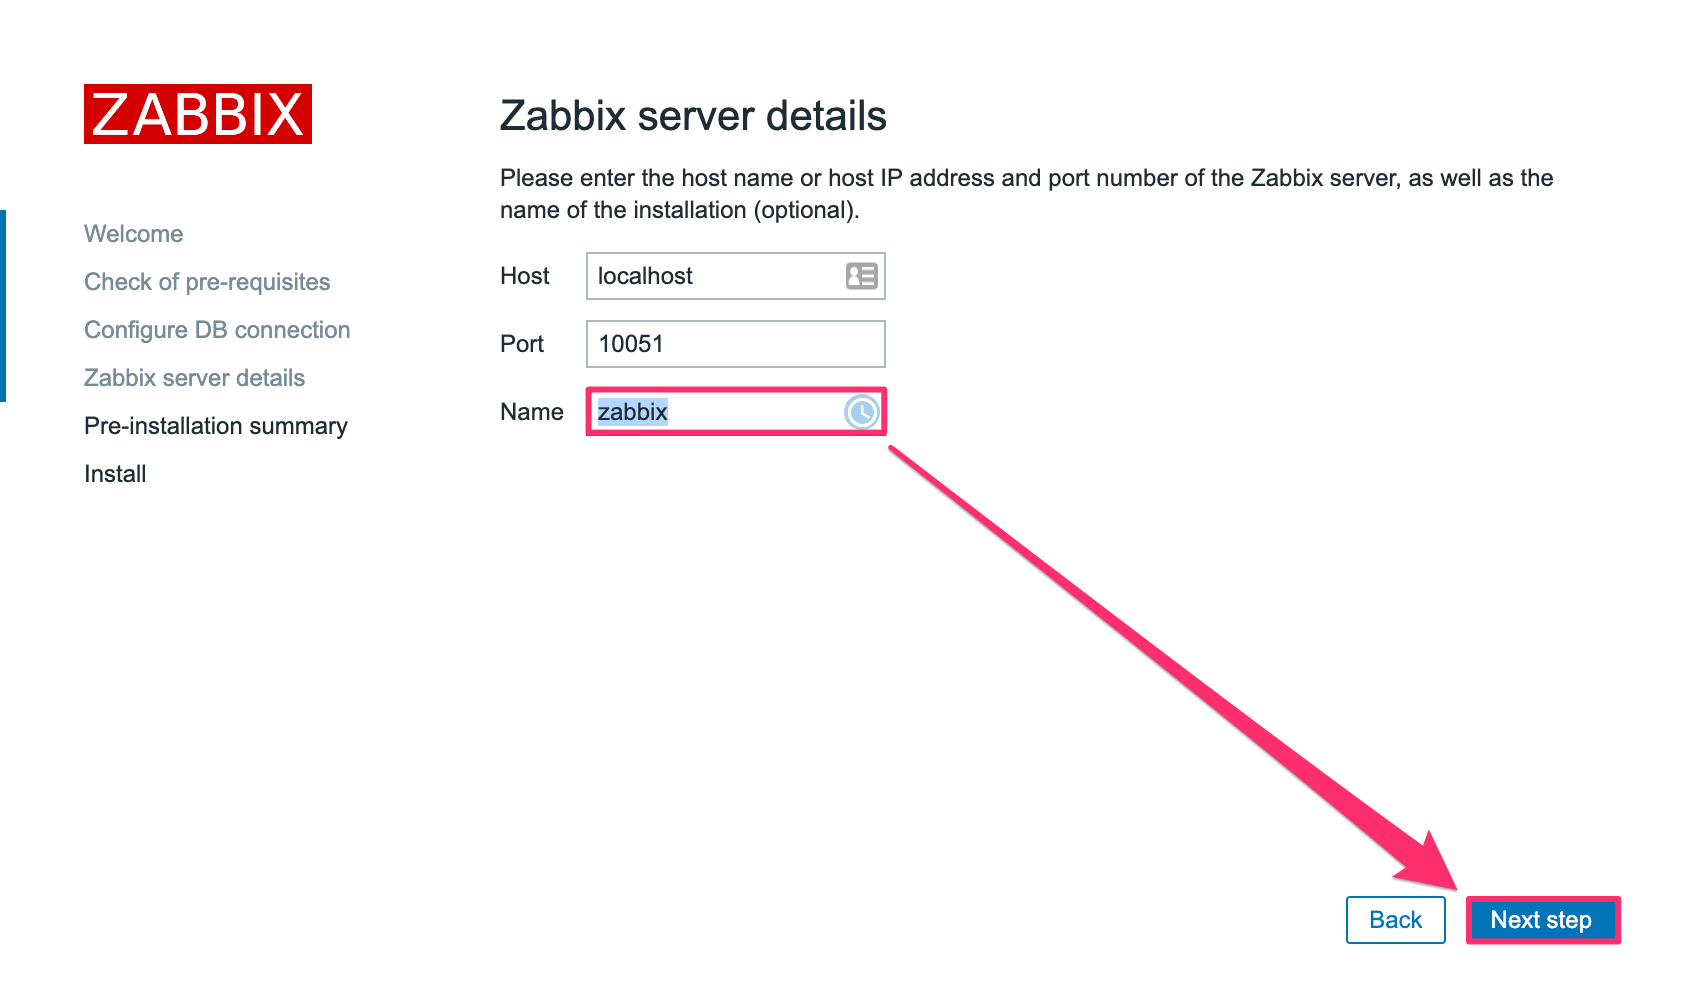 ZABBIX
Welcome
Check of pre-requisites
Configure DB connection
Zabbix server details
Pre-installation summary
Install
Zabbix server details
Please enter the host name or host IP address and port number of the Zabbix server, as well as the
name of the installation (optional).
Host localhost
Port 10051
Name zabbix
Back Next step